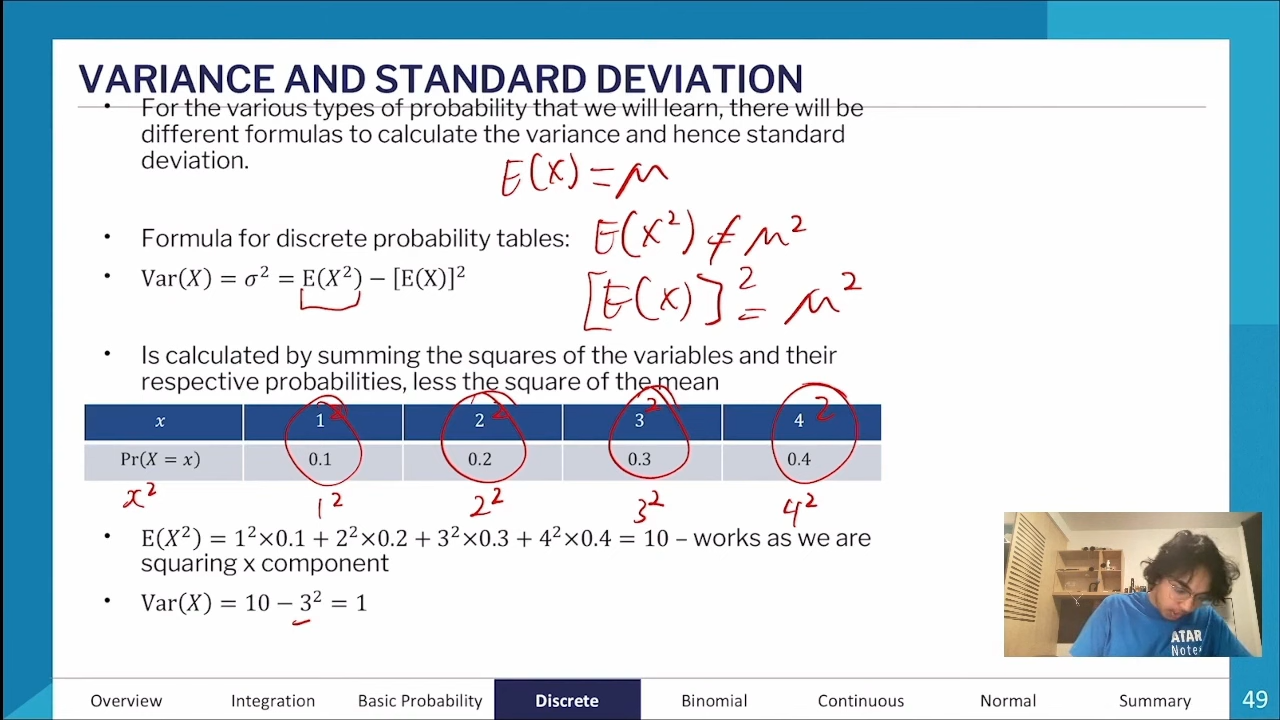 VARIANCE AND STANDARD DEVIATION
• For the various types of probability that we will learn, there will be
different formulas to calculate the variance and hence standard
deviation.
E(X) = μ
• Formula for discrete probability tables:
E(X²) ≠ μ²
• Var(X) = σ² = E(X²) − [E(X)]²
[E(X)]² = μ²
• Is calculated by summing the squares of the variables and their
respective probabilities, less the square of the mean
x 1² 2² 3² 4²
Pr(X = x) 0.1 0.2 0.3 0.4
x² 1² 2² 3² 4²
• E(X²) = 1²×0.1 + 2²×0.2 + 3²×0.3 + 4²×0.4 = 10 – works as we are
squaring x component
• Var(X) = 10 − 3² = 1
ATAR
Notes
Overview Integration Basic Probability Discrete Binomial Continuous Normal Summary 49